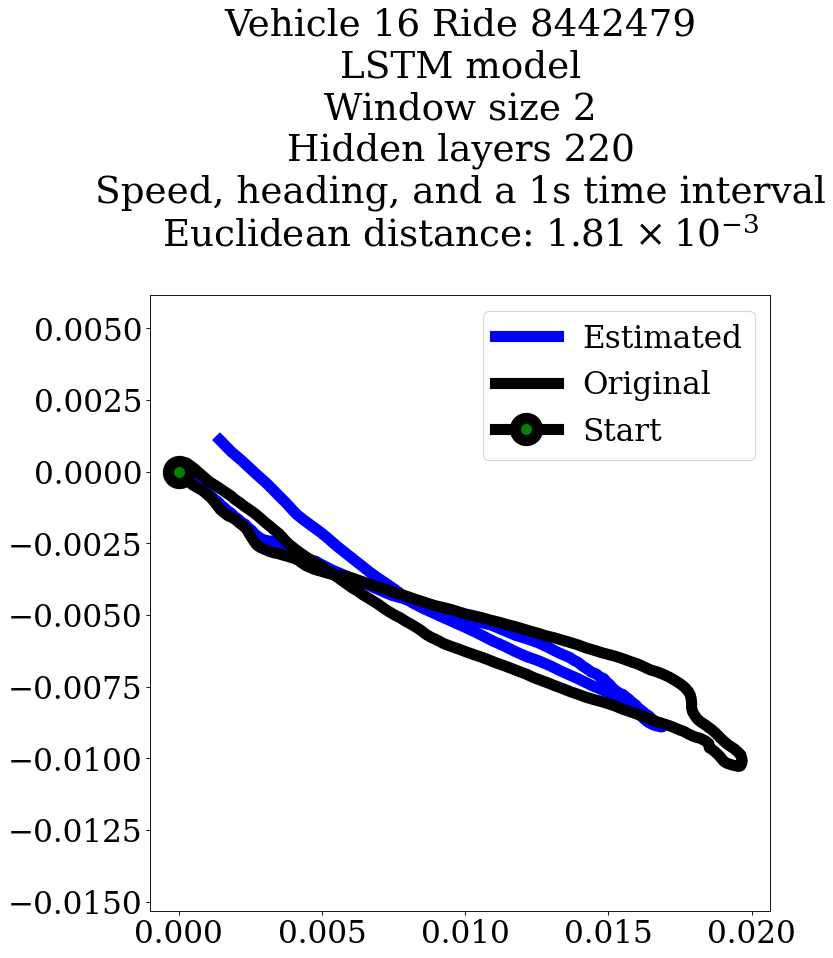 Vehicle 16 Ride 8442479
LSTM model
Window size 2
Hidden layers 220
Speed, heading, and a 1s time interval
Euclidean distance: 1.81 × 10⁻³
Estimated
Original
Start
0.0050
0.0025
0.0000
−0.0025
−0.0050
−0.0075
−0.0100
−0.0125
−0.0150
0.000 0.005 0.010 0.015 0.020